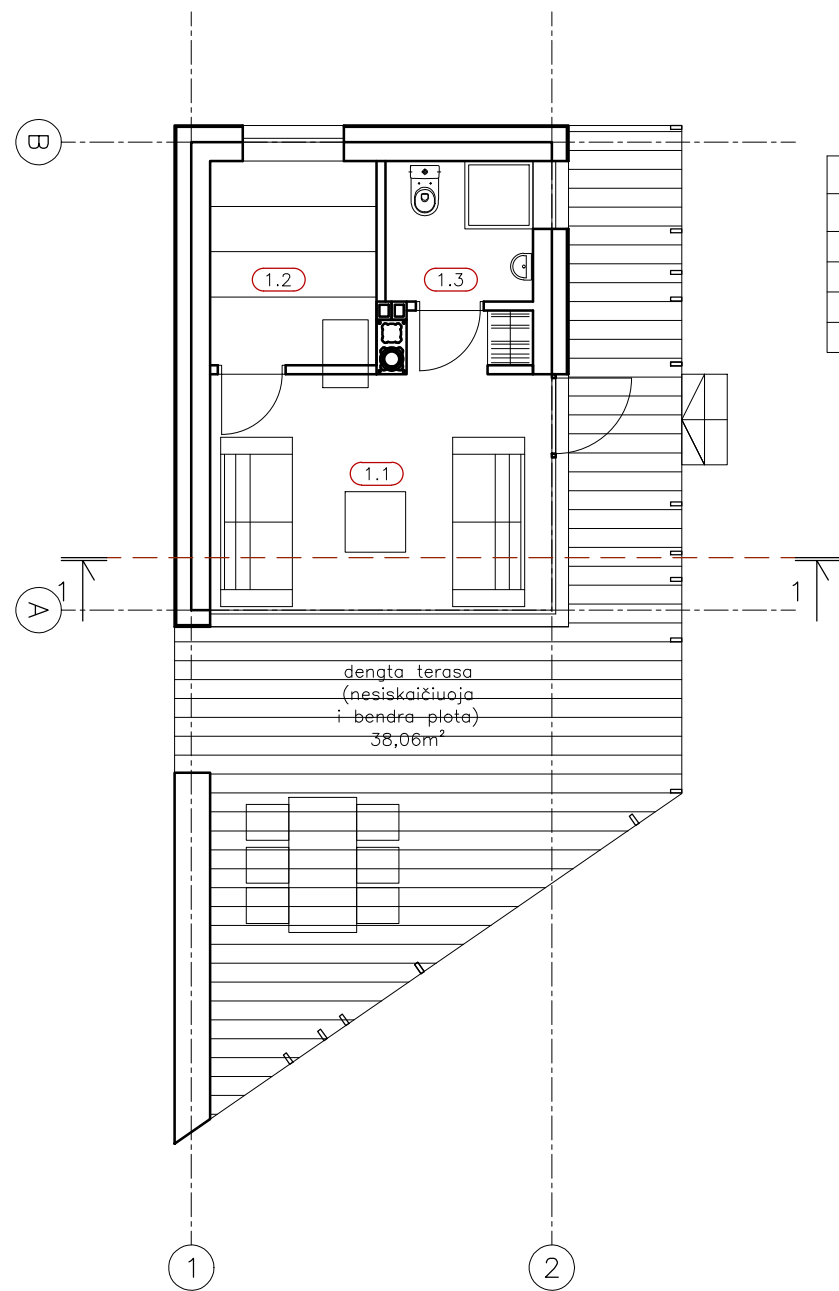 B
1.2
1.3
1.1
1
1
A
dengta terasa
(nesiskaičiuoja
i bendra plota)
38,06m²
1
2